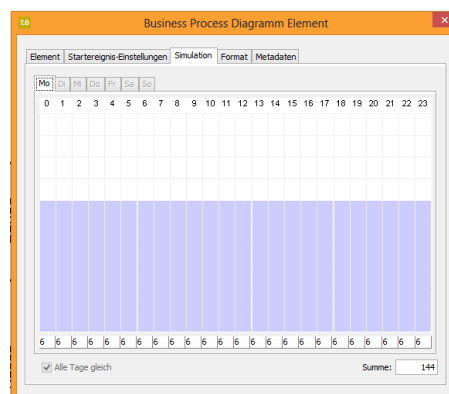 7.0 Business Process Diagramm Element x
Element Startereignis-Einstellungen Simulation Format Metadaten
Mo Di Mi Do Fr Sa So
0 1 2 3 4 5 6 7 8 9 10 11 12 13 14 15 16 17 18 19 20 21 22 23
6 6 6 6 6 6 6 6 6 6 6 6 6 6 6 6 6 6 6 6 6 6 6 6
Alle Tage gleich Summe: 144